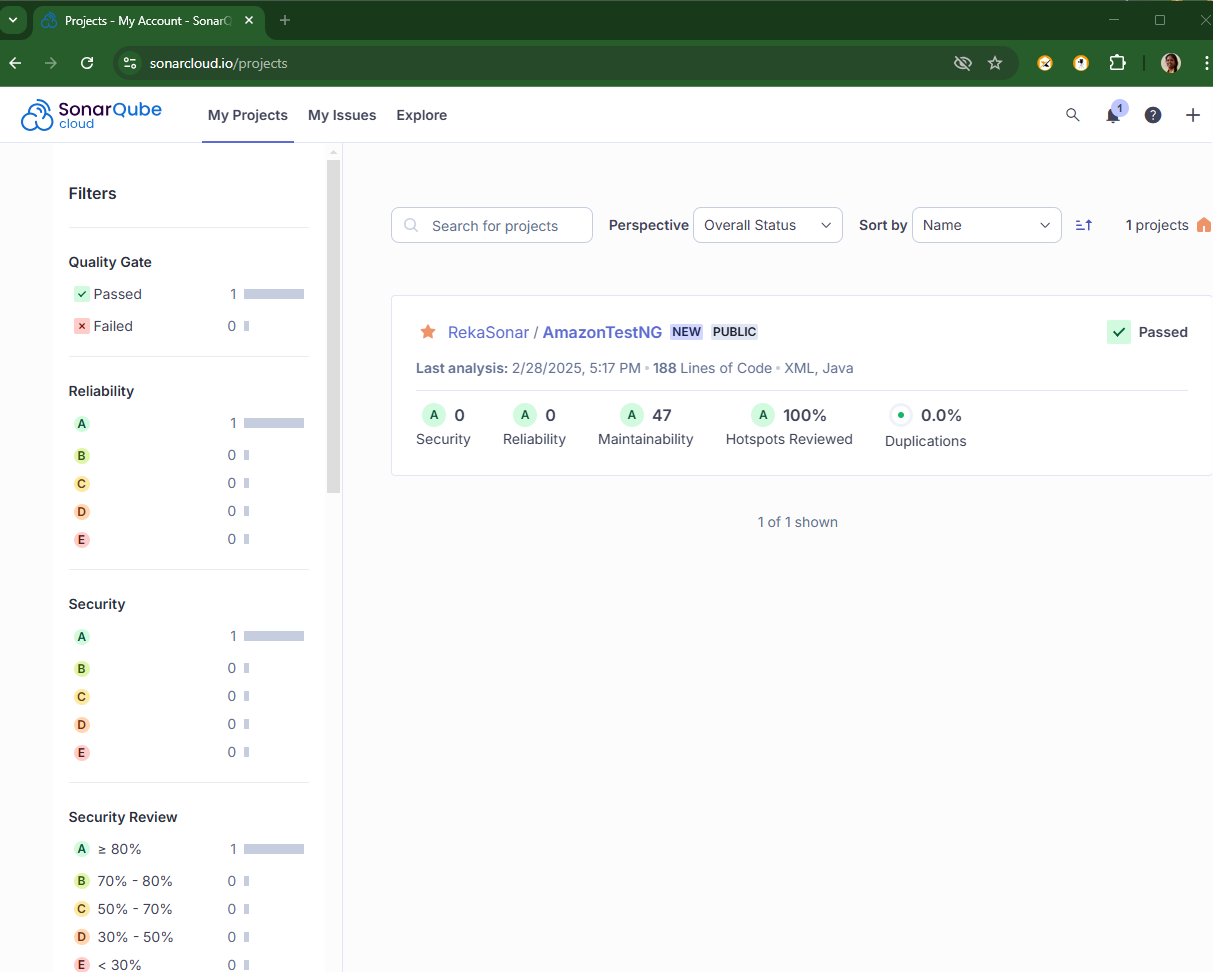 Projects - My Account - SonarQ
sonarcloud.io/projects
SonarQube cloud
My Projects My Issues Explore
1
Filters
Quality Gate
Passed 1
Failed 0
Reliability
A 1
B 0
C 0
D 0
E 0
Security
A 1
B 0
C 0
D 0
E 0
Security Review
A ≥ 80% 1
B 70% - 80% 0
C 50% - 70% 0
D 30% - 50% 0
E < 30% 0
Search for projects Perspective Overall Status Sort by Name 1 projects
RekaSonar / AmazonTestNG NEW PUBLIC Passed
Last analysis: 2/28/2025, 5:17 PM • 188 Lines of Code • XML, Java
A 0 A 0 A 47 A 100% 0.0%
Security Reliability Maintainability Hotspots Reviewed Duplications
1 of 1 shown